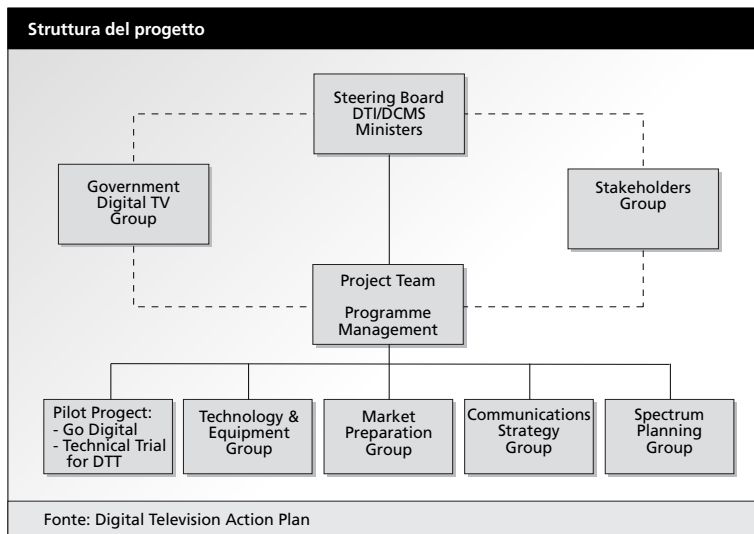 Struttura del progetto
Steering Board
DTI/DCMS
Ministers
Government
Digital TV
Group
Stakeholders
Group
Project Team
Programme
Management
Pilot Progect:
- Go Digital
- Technical Trial
for DTT
Technology &
Equipment
Group
Market
Preparation
Group
Communications
Strategy
Group
Spectrum
Planning
Group
Fonte: Digital Television Action Plan